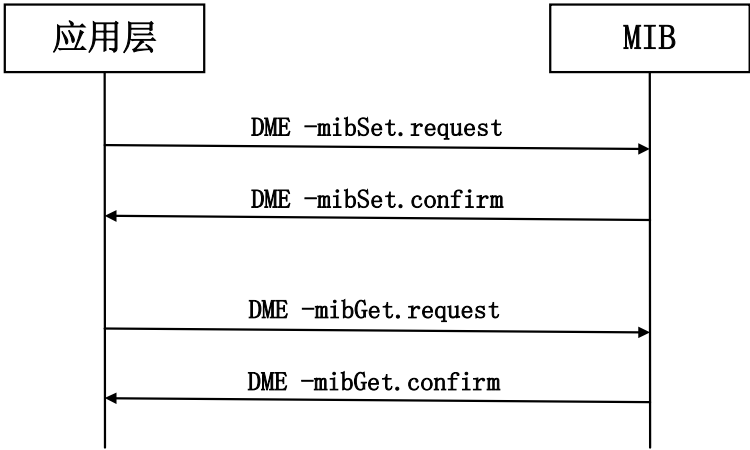 应用层
MIB
DME -mibSet.request
DME -mibSet.confirm
DME -mibGet.request
DME -mibGet.confirm